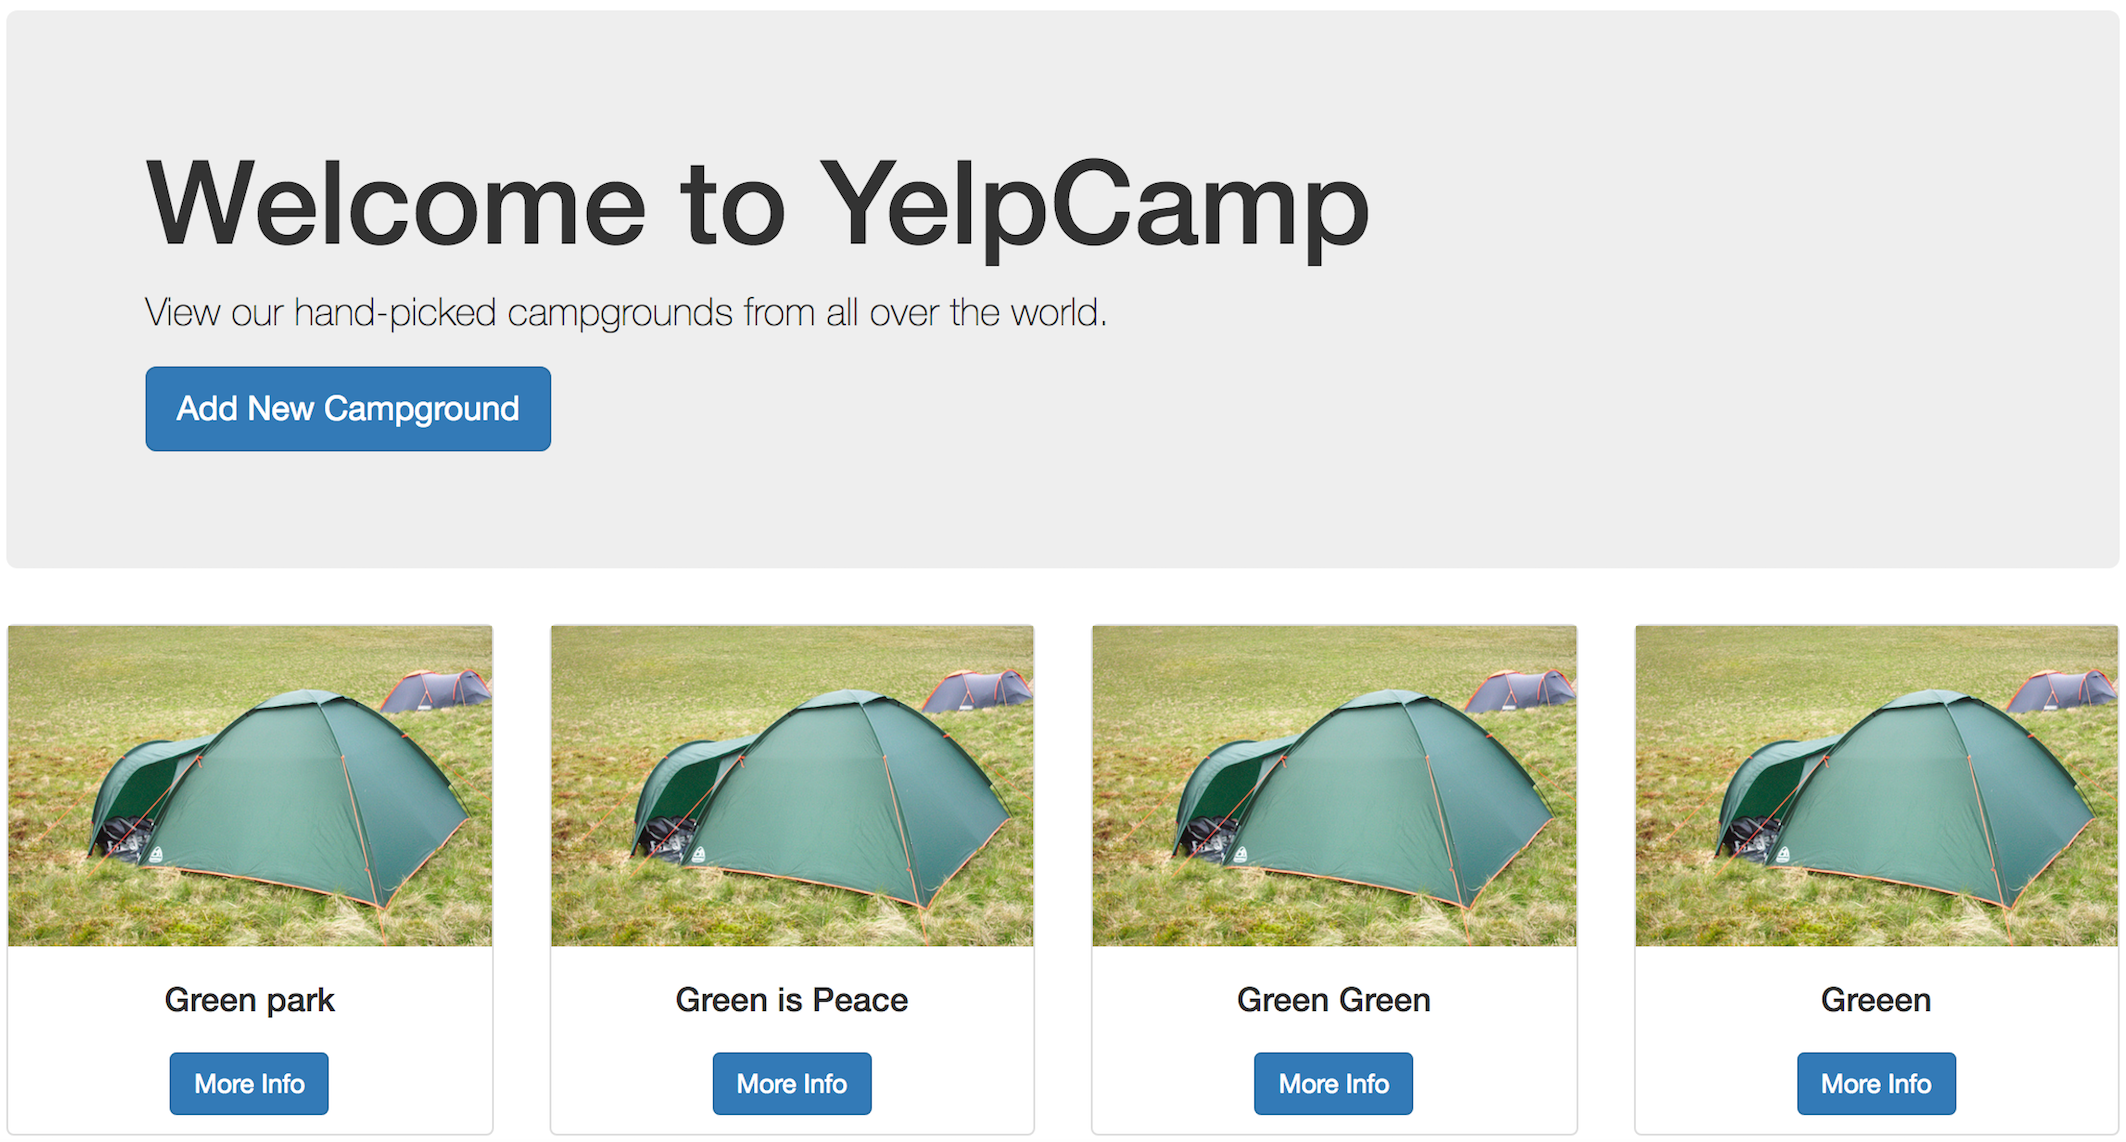 Welcome to YelpCamp
View our hand-picked campgrounds from all over the world.
Add New Campground
Green park
More Info
Green is Peace
More Info
Green Green
More Info
Greeen
More Info